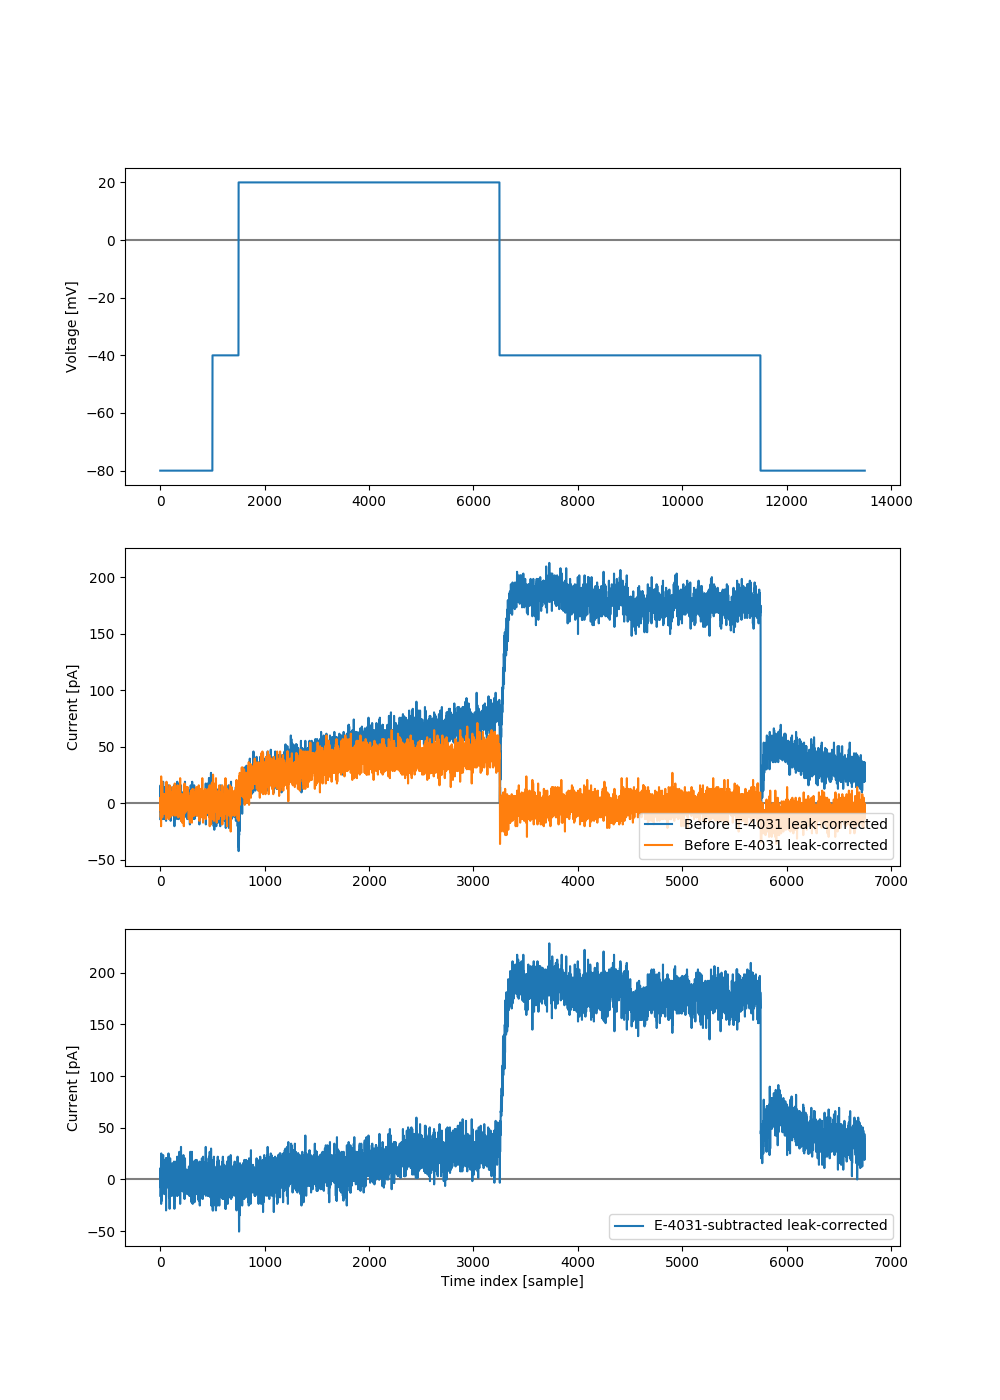 20
0
−20
−40
−60
−80
Voltage [mV]
0 2000 4000 6000 8000 10000 12000 14000
200
150
100
50
0
−50
Current [pA]
Before E-4031 leak-corrected
Before E-4031 leak-corrected
0 1000 2000 3000 4000 5000 6000 7000
200
150
100
50
0
−50
Current [pA]
E-4031-subtracted leak-corrected
0 1000 2000 3000 4000 5000 6000 7000
Time index [sample]